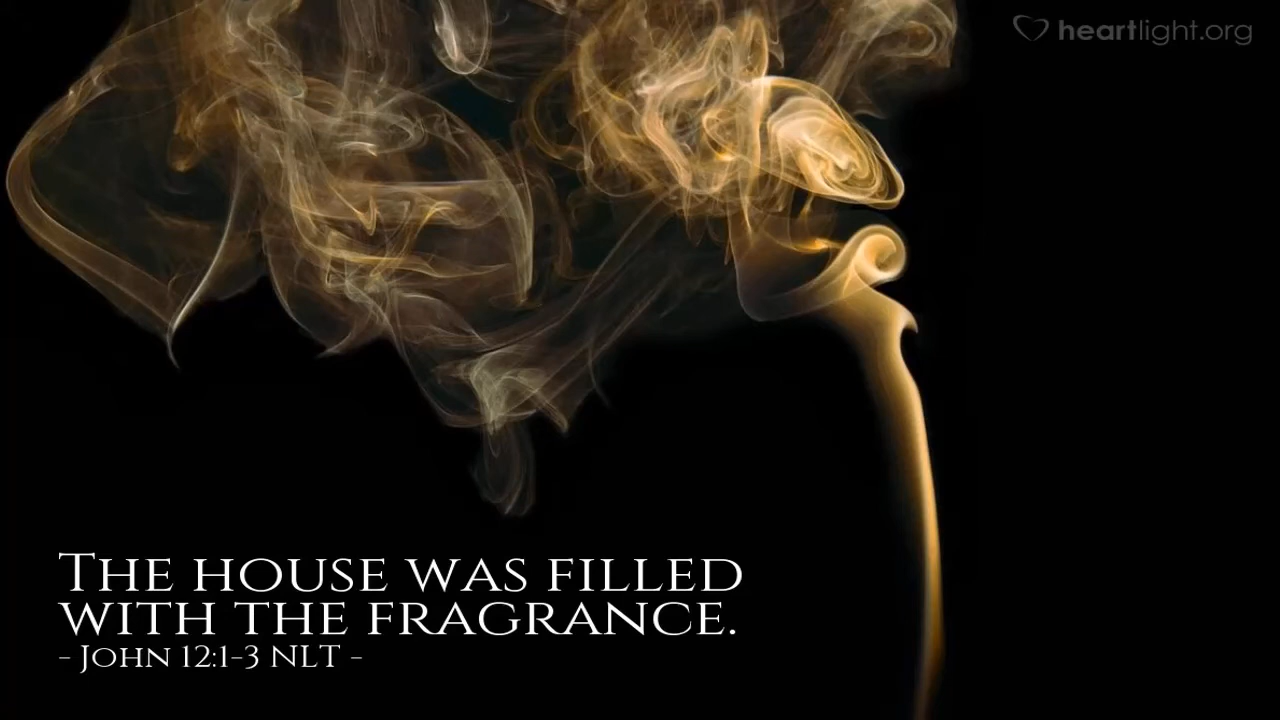 heartlight.org
The house was filled
with the fragrance.
- John 12:1-3 NLT -